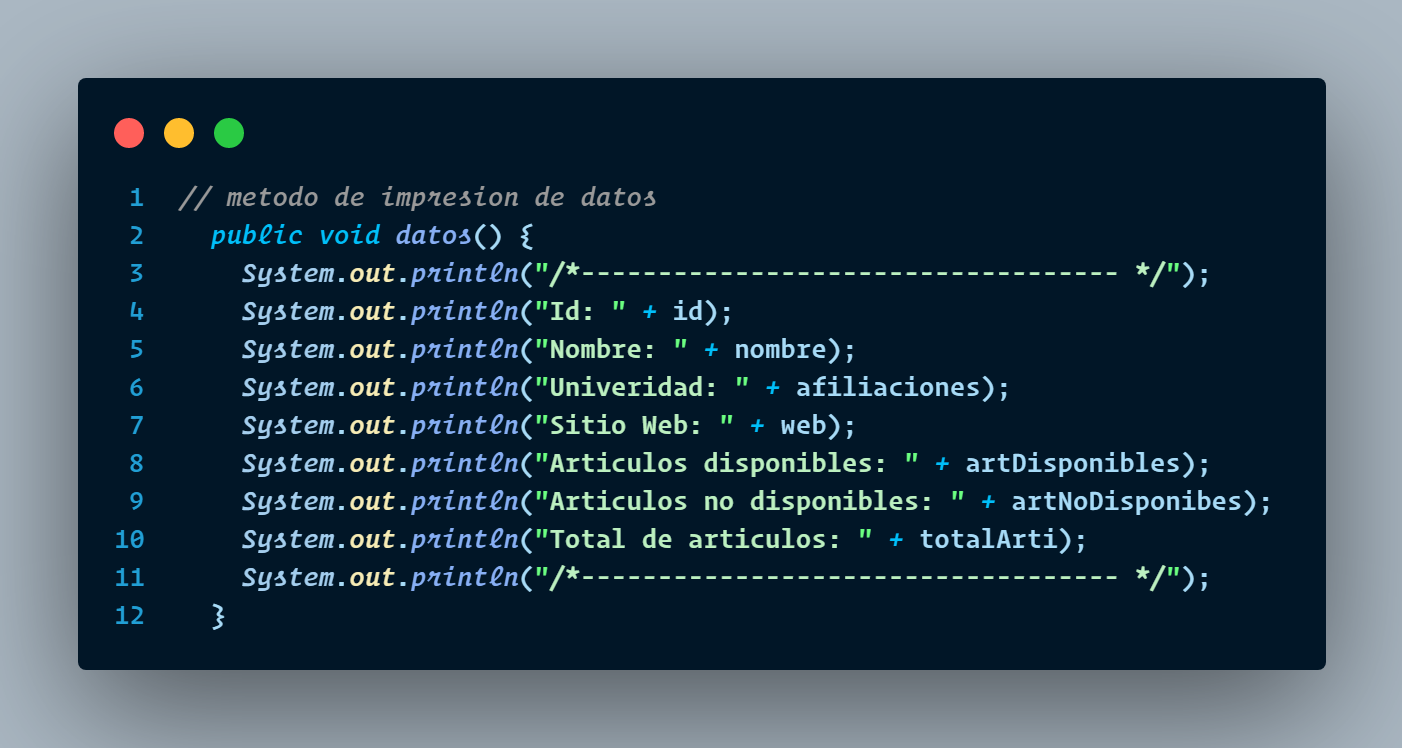 1 // metodo de impresion de datos
2 public void datos() {
3 System.out.println("/*----------------------------------- */");
4 System.out.println("Id: " + id);
5 System.out.println("Nombre: " + nombre);
6 System.out.println("Univeridad: " + afiliaciones);
7 System.out.println("Sitio Web: " + web);
8 System.out.println("Articulos disponibles: " + artDisponibles);
9 System.out.println("Articulos no disponibles: " + artNoDisponibes);
10 System.out.println("Total de articulos: " + totalArti);
11 System.out.println("/*----------------------------------- */");
12 }